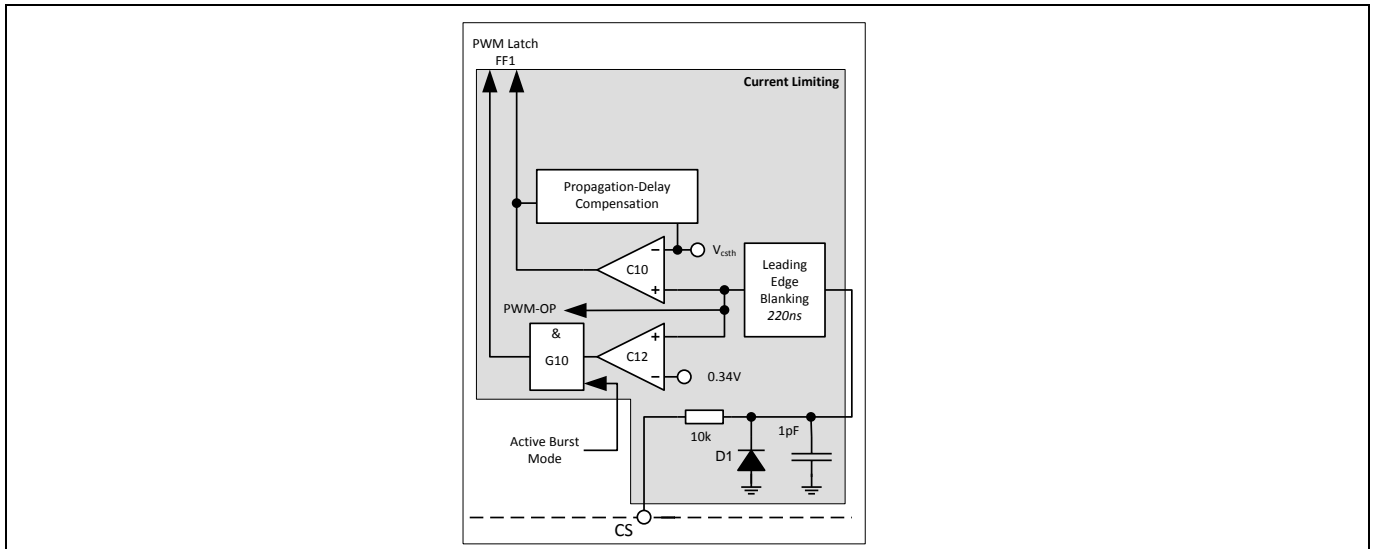 PWM Latch
FF1
Current Limiting
Propagation-Delay
Compensation
−
Vcsth
C10
+
Leading
Edge
Blanking
220ns
PWM-OP
&
G10
+
C12
−
0.34V
10k
1pF
D1
Active Burst
Mode
CS